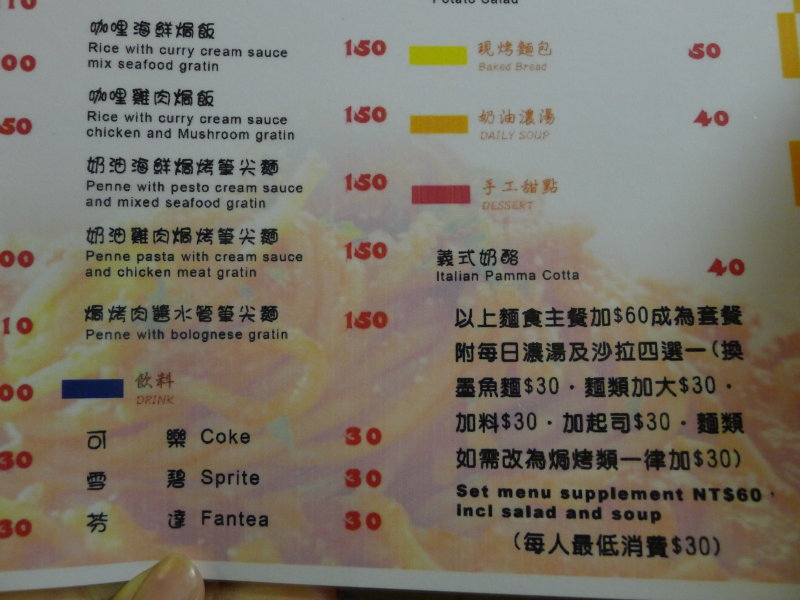 10
咖哩海鮮焗飯
Rice with curry cream sauce
mix seafood gratin
150
00
咖哩雞肉焗飯
Rice with curry cream sauce
chicken and Mushroom gratin
150
50
奶油海鮮焗烤筆尖麵
Penne with pesto cream sauce
and mixed seafood gratin
150
奶油雞肉焗烤筆尖麵
Penne pasta with cream sauce
and chicken meat gratin
150
00
焗烤肉醬水管筆尖麵
Penne with bolognese gratin
150
10
飲料
DRINK
00
可樂 Coke 30
30
雪碧 Sprite 30
芬達 Fantea 30
30
Potato Salad
現烤麵包
Baked Bread
50
奶油濃湯
DAILY SOUP
40
手工甜點
DESSERT
義式奶酪
Italian Pamma Cotta
40
以上麵食主餐加$60成為套餐
附每日濃湯及沙拉四選一(換
墨魚麵$30．麵類加大$30．
加料$30．加起司$30．麵類
如需改為焗烤類一律加$30)
Set menu supplement NT$60，
incl salad and soup
(每人最低消費$30)